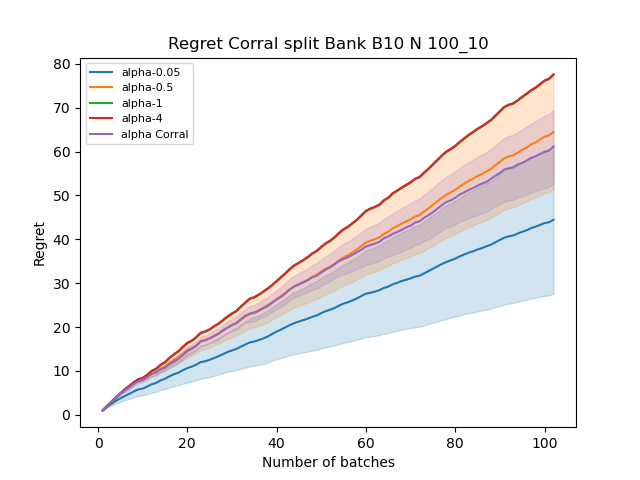 Regret Corral split Bank B10 N 100_10
alpha-0.05
alpha-0.5
alpha-1
alpha-4
alpha Corral
80
70
60
50
40
30
20
10
0
Regret
0 20 40 60 80 100
Number of batches